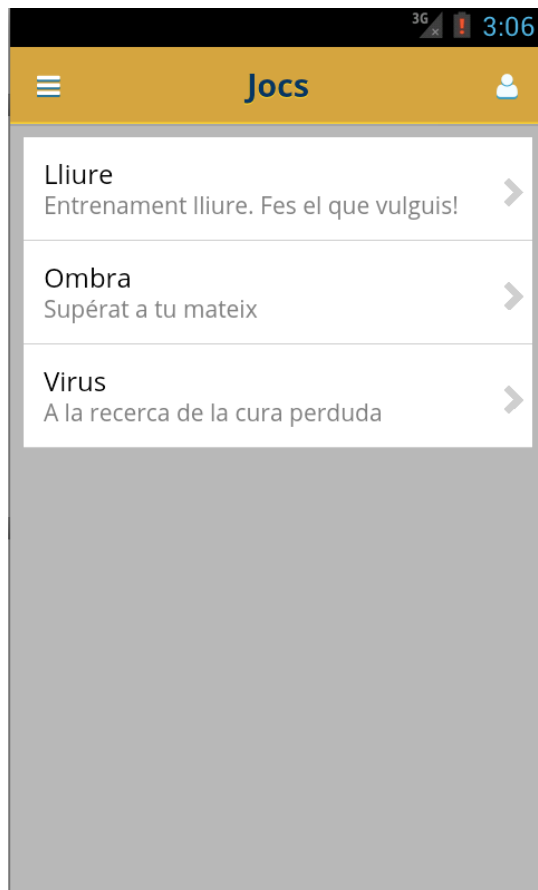 3G
3:06
Jocs
Lliure
Entrenament lliure. Fes el que vulguis!
Ombra
Supérat a tu mateix
Virus
A la recerca de la cura perduda